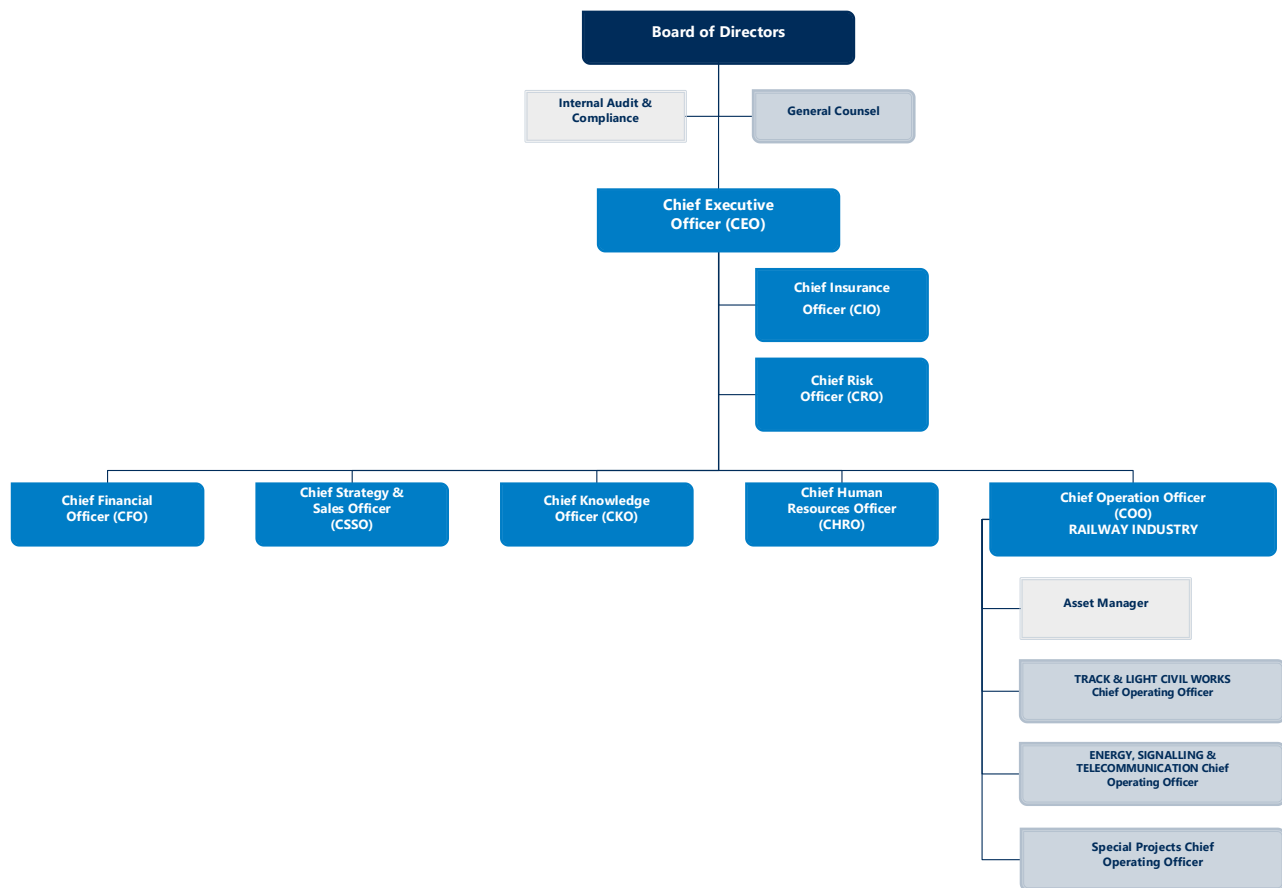 Board of Directors
Internal Audit &
Compliance
General Counsel
Chief Executive
Officer (CEO)
Chief Insurance
Officer (CIO)
Chief Risk
Officer (CRO)
Chief Financial
Officer (CFO)
Chief Strategy &
Sales Officer
(CSSO)
Chief Knowledge
Officer (CKO)
Chief Human
Resources Officer
(CHRO)
Chief Operation Officer
(COO)
RAILWAY INDUSTRY
Asset Manager
TRACK & LIGHT CIVIL WORKS
Chief Operating Officer
ENERGY, SIGNALLING &
TELECOMMUNICATION Chief
Operating Officer
Special Projects Chief
Operating Officer